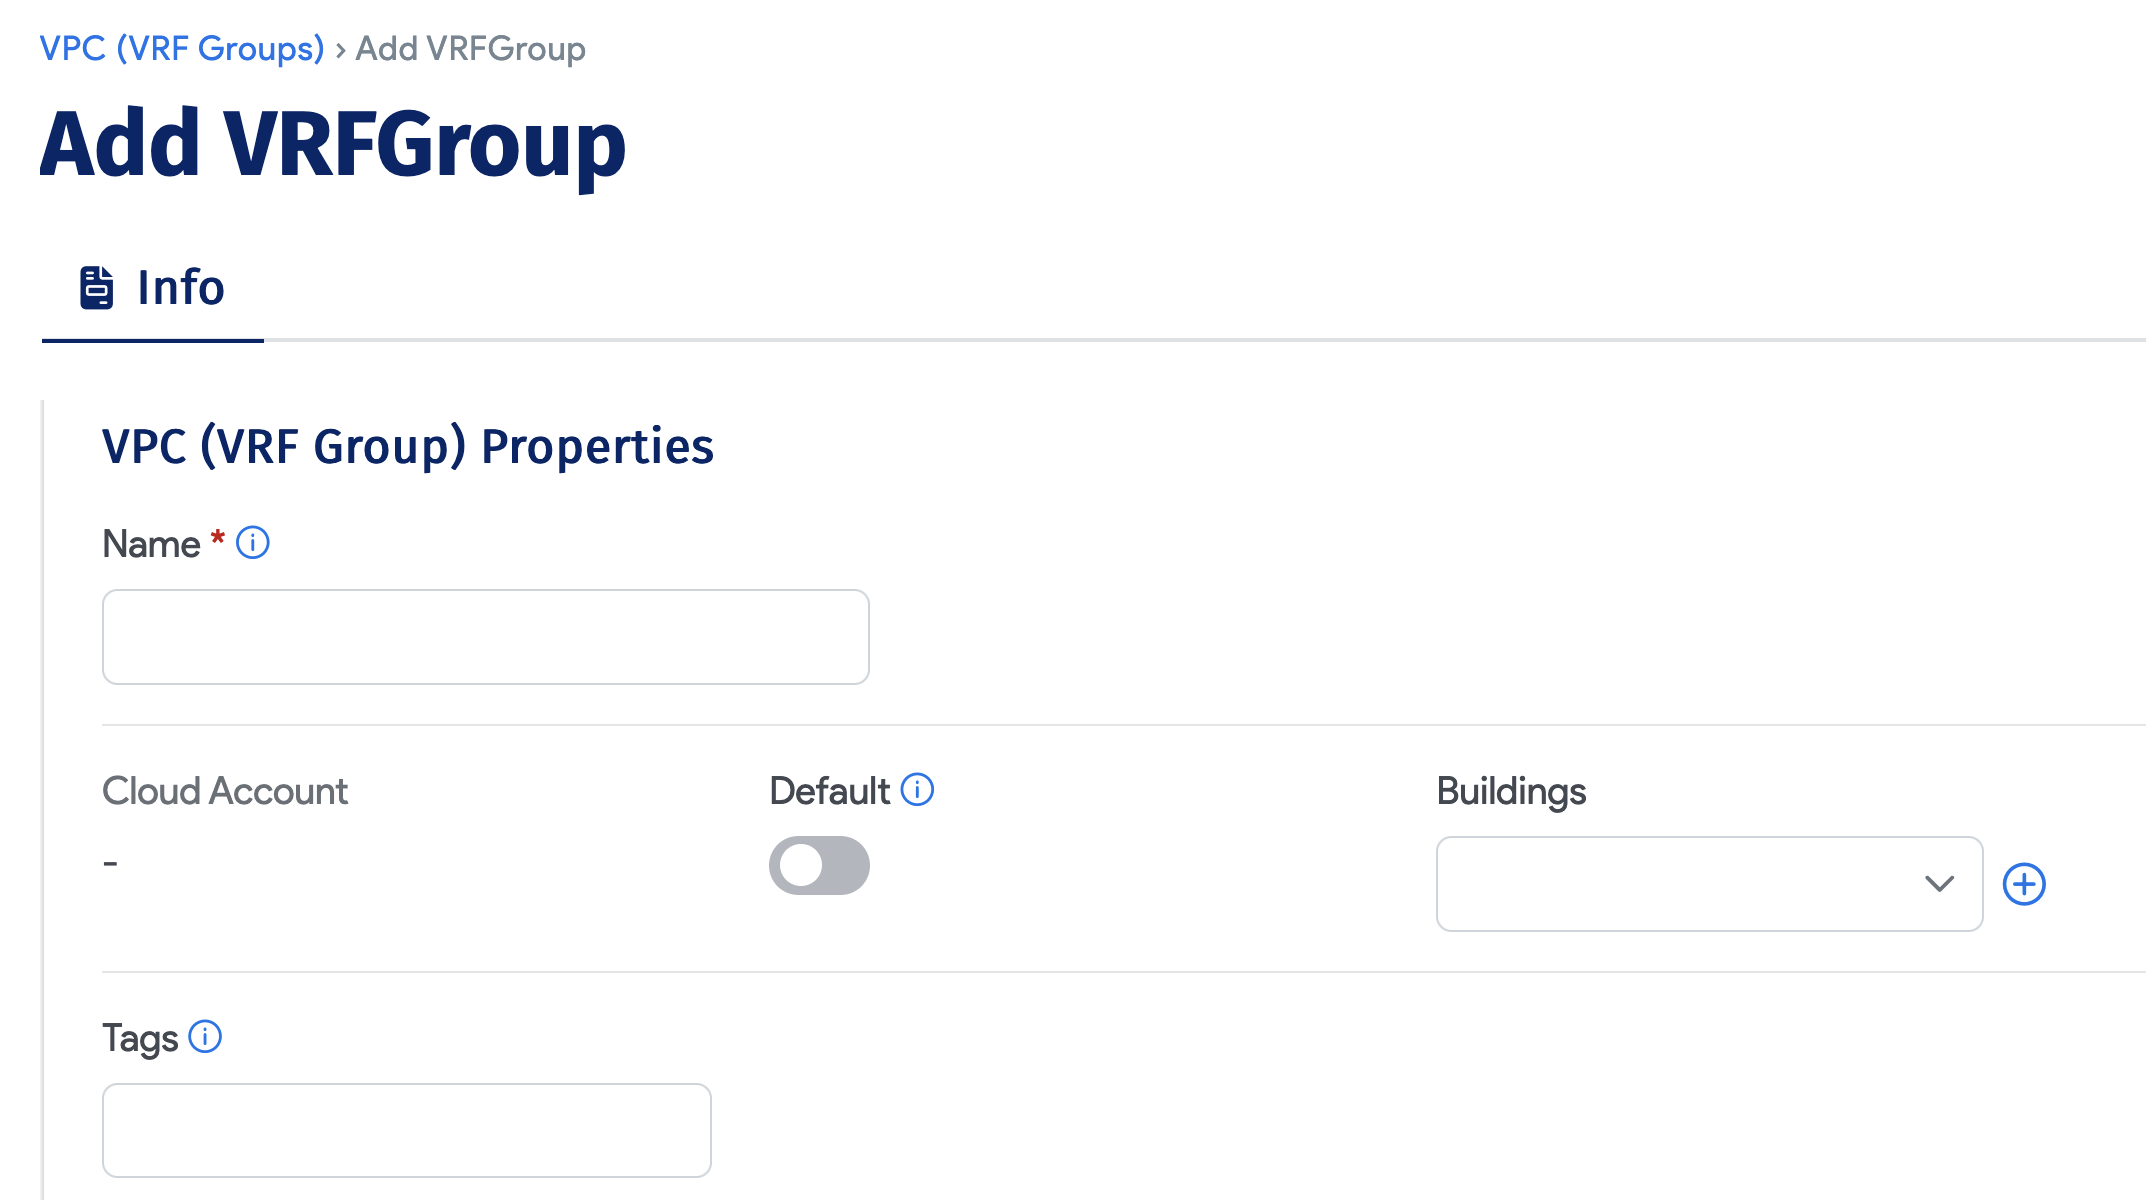 VPC (VRF Groups) › Add VRFGroup
Add VRFGroup
Info
VPC (VRF Group) Properties
Name *
Cloud Account
Default
Buildings
-
Tags